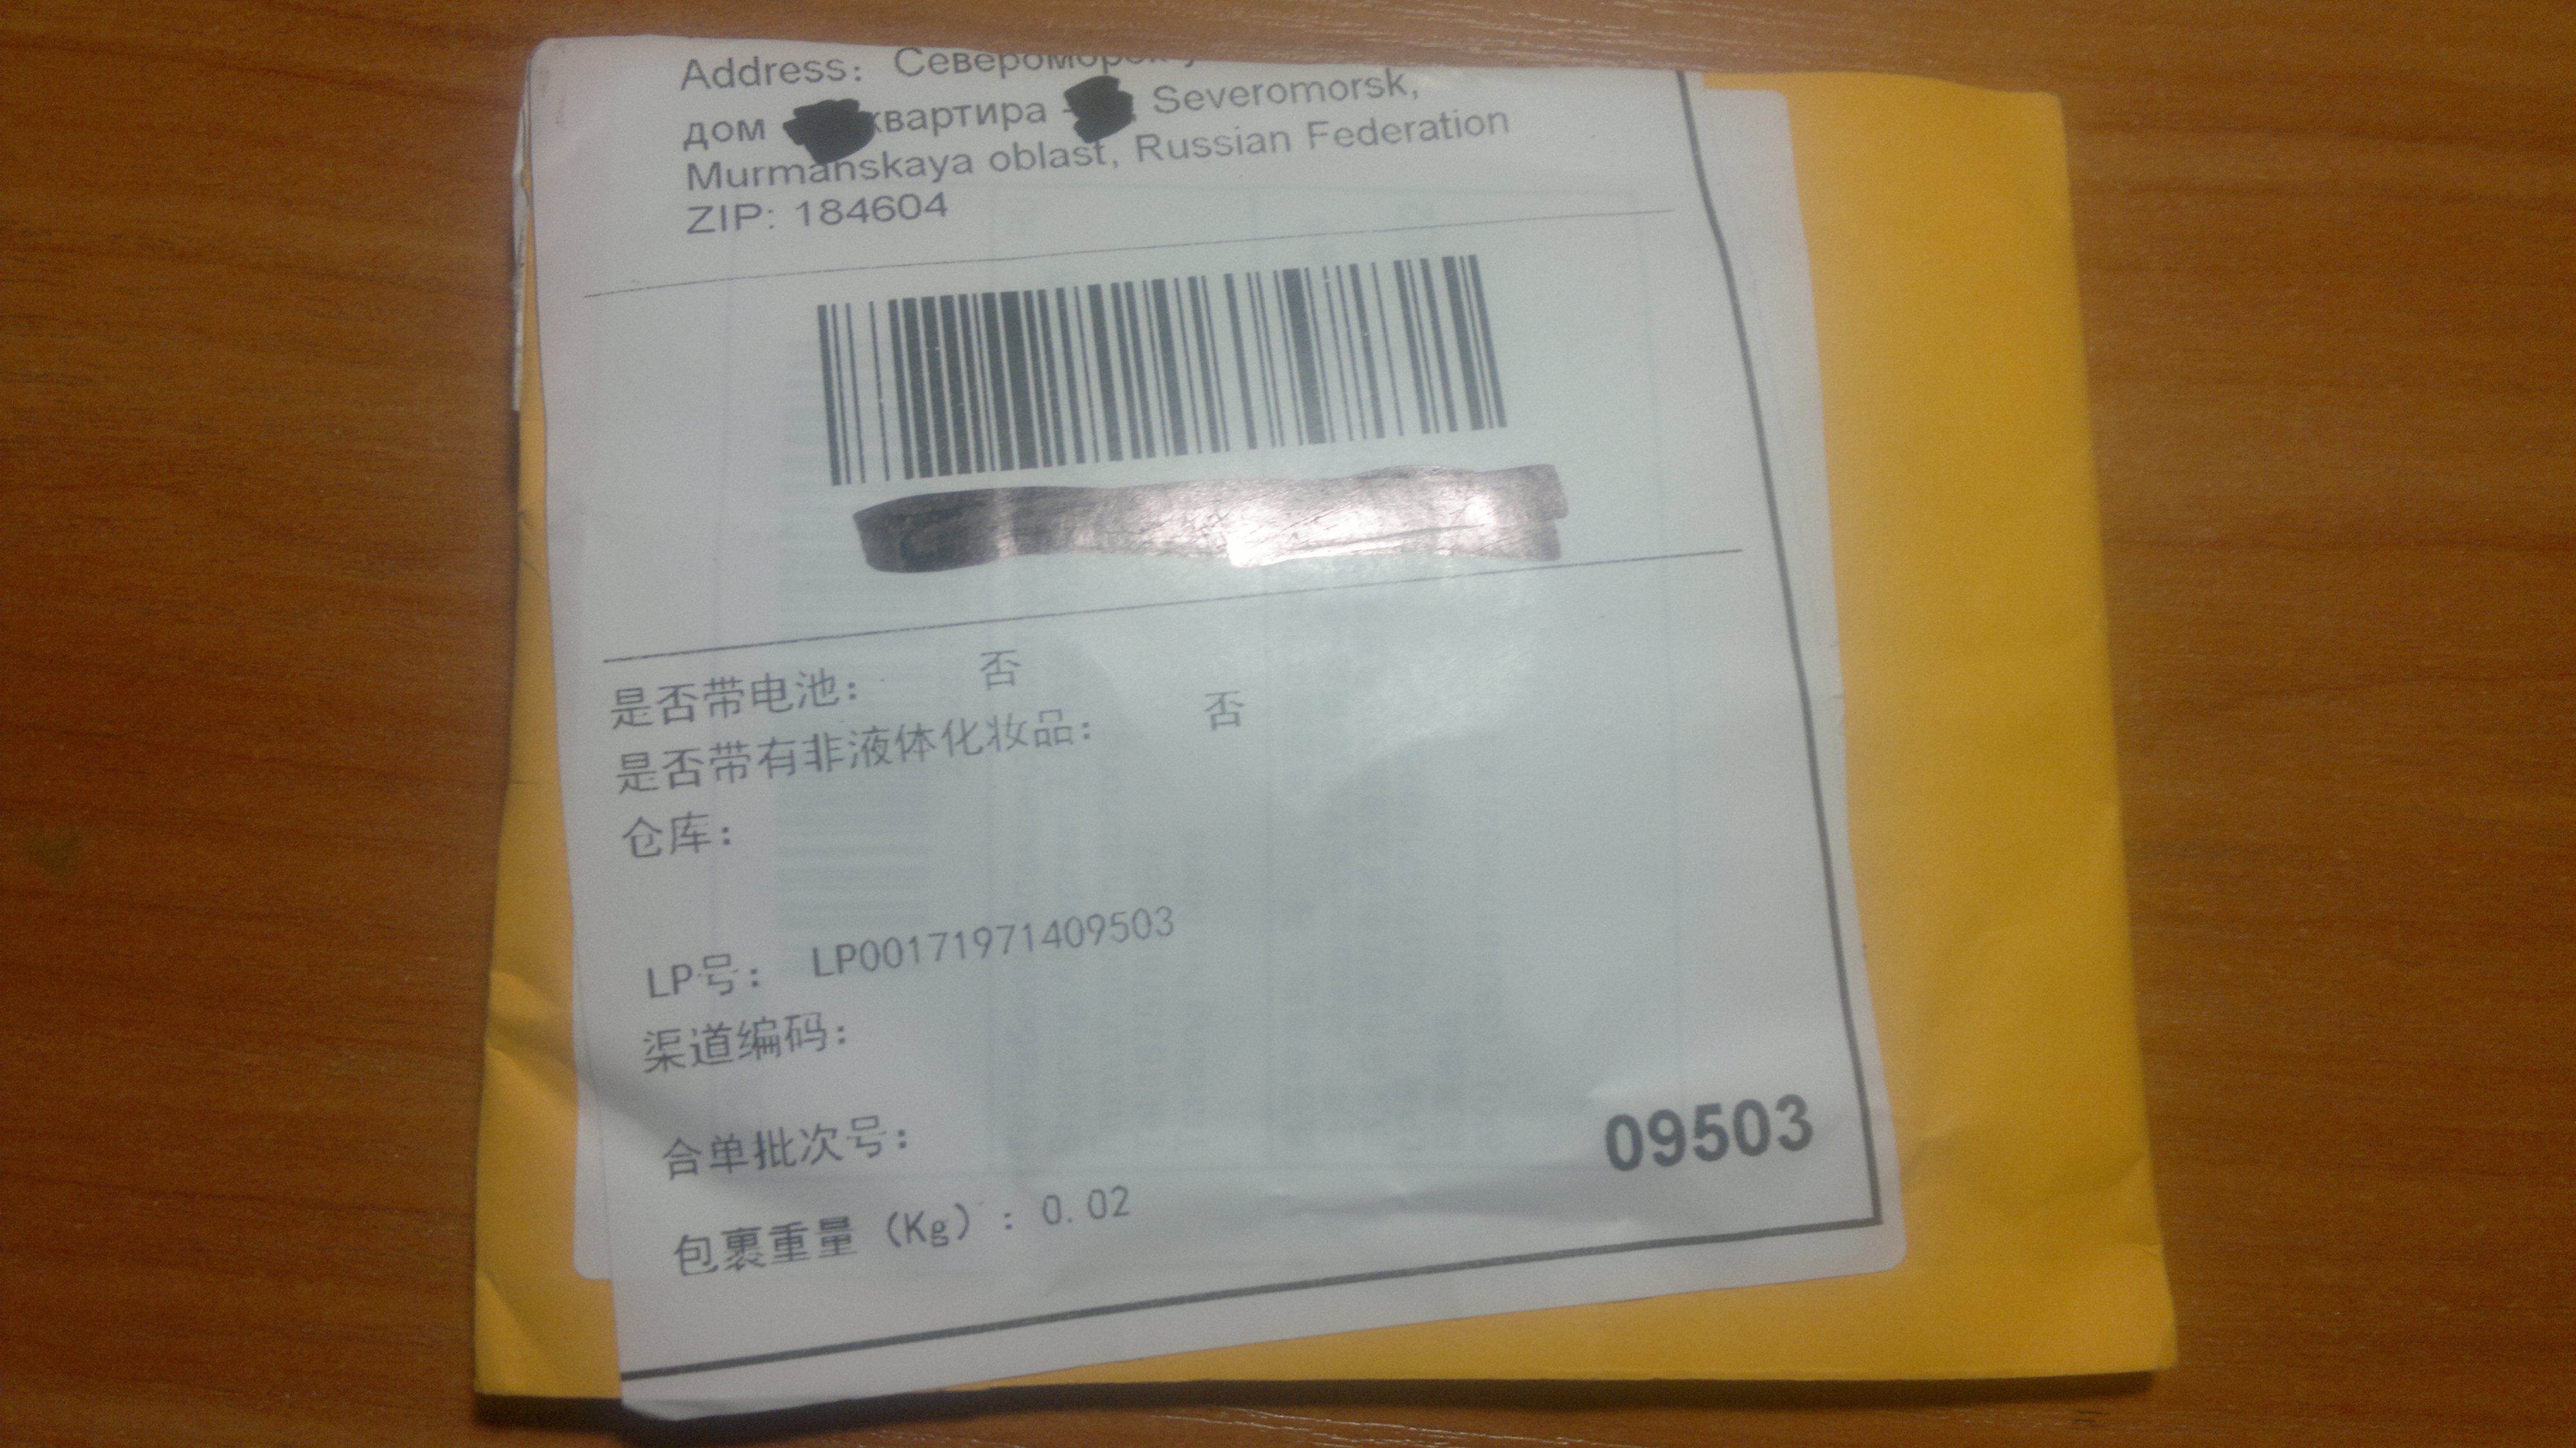 Address: Североморск
дом квартира Severomorsk,
Murmanskaya oblast, Russian Federation
ZIP: 184604
是否带电池: 否
是否带有非液体化妆品: 否
仓库:
LP号: LP00171971409503
渠道编码:
合单批次号:
09503
包裹重量 (Kg) : 0.02